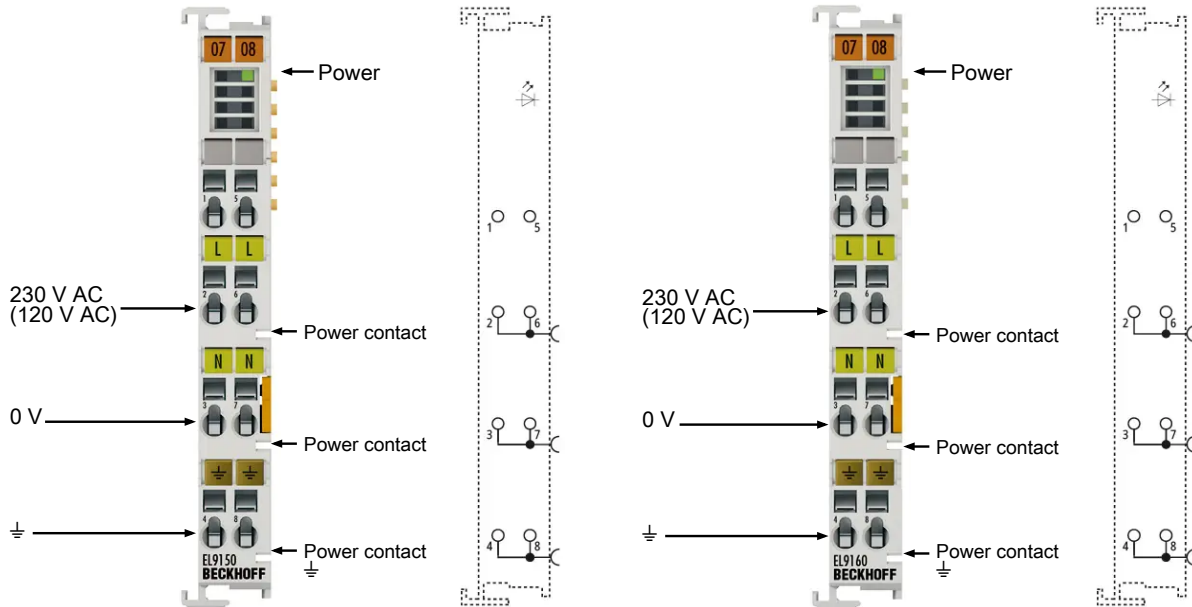 07 08
Power
1 5
L L
230 V AC
(120 V AC)
2 6
Power contact
N N
0 V
3 7
Power contact
4 8
EL9150
BECKHOFF
Power contact
1 5
2 6
3 7
4 8
07 08
Power
1 5
L L
230 V AC
(120 V AC)
2 6
Power contact
N N
0 V
3 7
Power contact
4 8
EL9160
BECKHOFF
Power contact
1 5
2 6
3 7
4 8